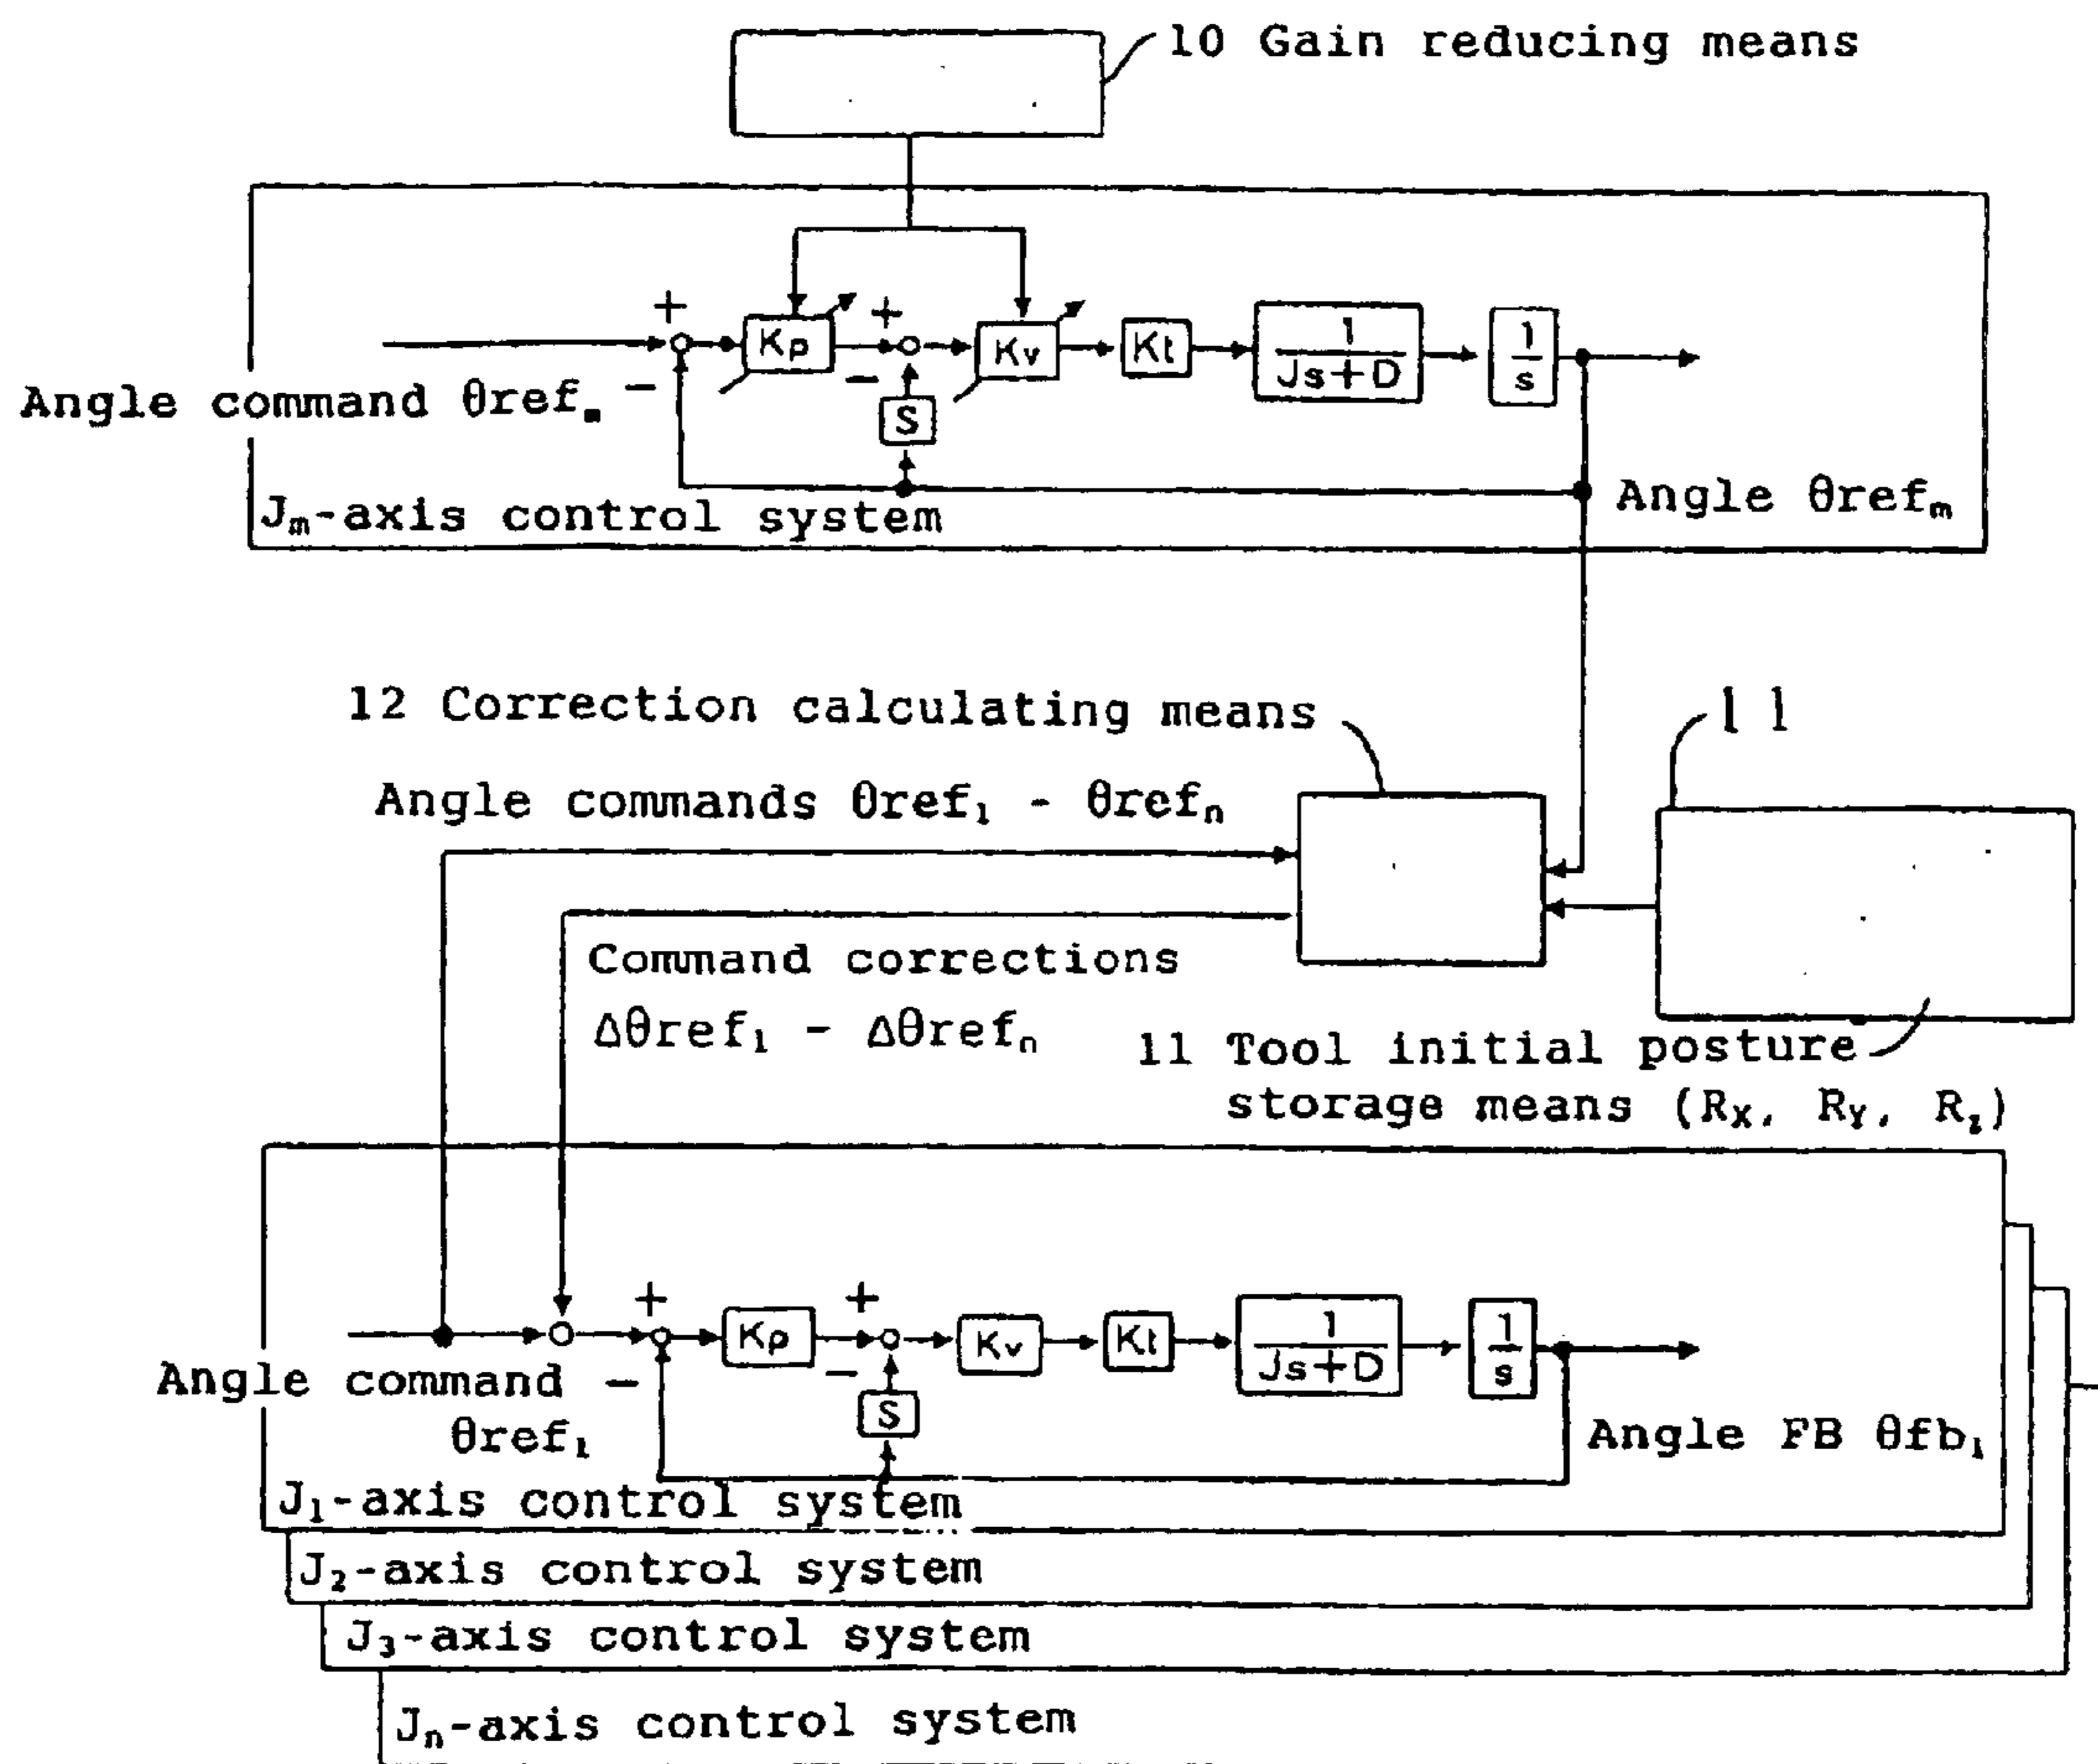 10 Gain reducing means
+ +
Kp Kv Kt 1/(Js+D) 1/s
− −
Angle command θref
S
Jm-axis control system
Angle θrefm
12 Correction calculating means
11
Angle commands θref1 - θrefn
Command corrections
Δθref1 - Δθrefn
11 Tool initial posture
storage means (RX, RY, RZ)
+ +
Kp Kv Kt 1/(Js+D) 1/s
− −
Angle command
θref1
S
Angle FB θfb1
J1-axis control system
J2-axis control system
J3-axis control system
Jn-axis control system